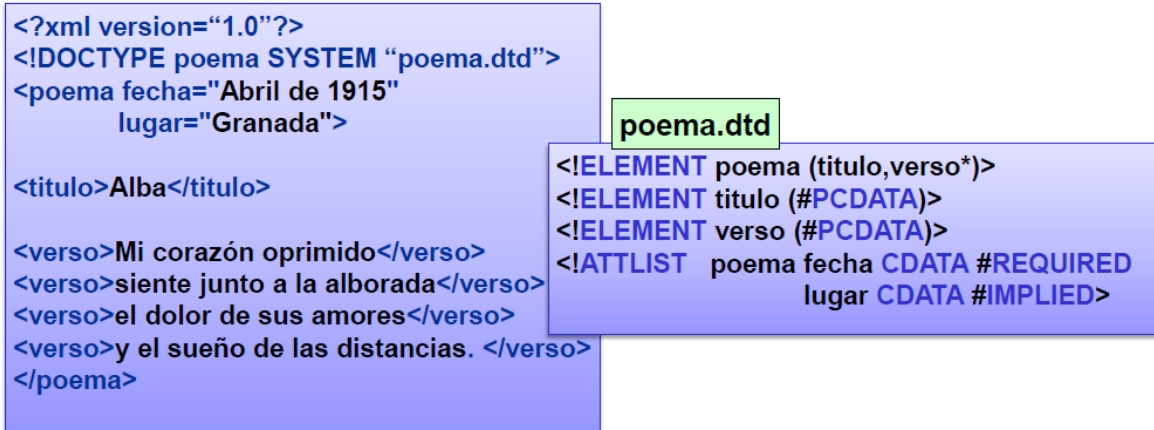 <?xml version=“1.0”?>
<!DOCTYPE poema SYSTEM “poema.dtd”>
<poema fecha="Abril de 1915"
lugar="Granada">
<titulo>Alba</titulo>
<verso>Mi corazón oprimido</verso>
<verso>siente junto a la alborada</verso>
<verso>el dolor de sus amores</verso>
<verso>y el sueño de las distancias. </verso>
</poema>
poema.dtd
<!ELEMENT poema (titulo,verso*)>
<!ELEMENT titulo (#PCDATA)>
<!ELEMENT verso (#PCDATA)>
<!ATTLIST poema fecha CDATA #REQUIRED
lugar CDATA #IMPLIED>